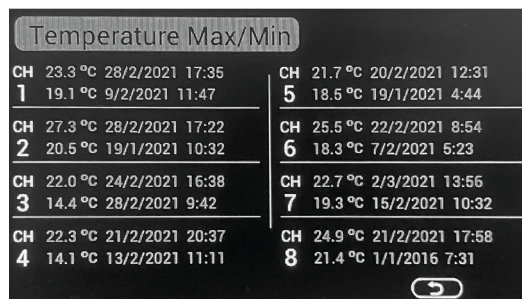 Temperature Max/Min
CH 23.3 °C 28/2/2021 17:35
1 19.1 °C 9/2/2021 11:47
CH 27.3 °C 28/2/2021 17:22
2 20.5 °C 19/1/2021 10:32
CH 22.0 °C 24/2/2021 16:38
3 14.4 °C 28/2/2021 9:42
CH 22.3 °C 21/2/2021 20:37
4 14.1 °C 13/2/2021 11:11
CH 21.7 °C 20/2/2021 12:31
5 18.5 °C 19/1/2021 4:44
CH 25.5 °C 22/2/2021 8:54
6 18.3 °C 7/2/2021 5:23
CH 22.7 °C 2/3/2021 13:56
7 19.3 °C 15/2/2021 10:32
CH 24.9 °C 21/2/2021 17:58
8 21.4 °C 1/1/2016 7:31